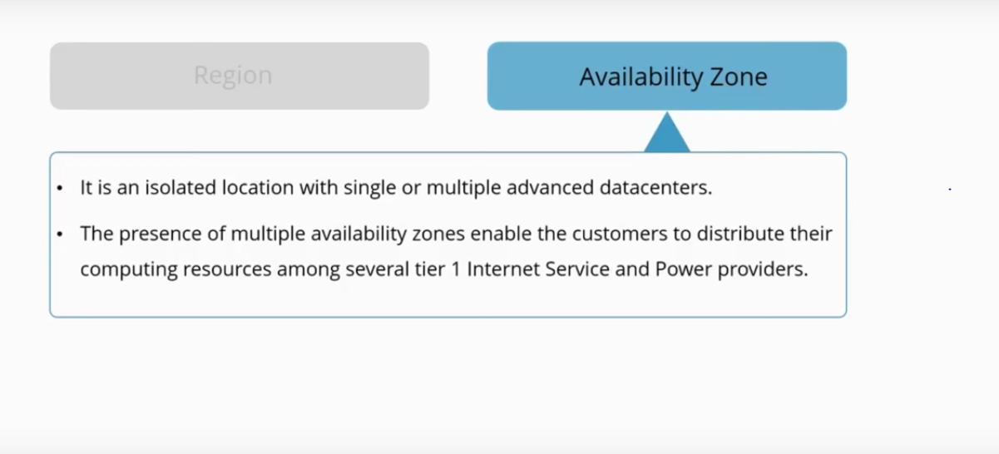 Region
Availability Zone
• It is an isolated location with single or multiple advanced datacenters.
• The presence of multiple availability zones enable the customers to distribute their
computing resources among several tier 1 Internet Service and Power providers.